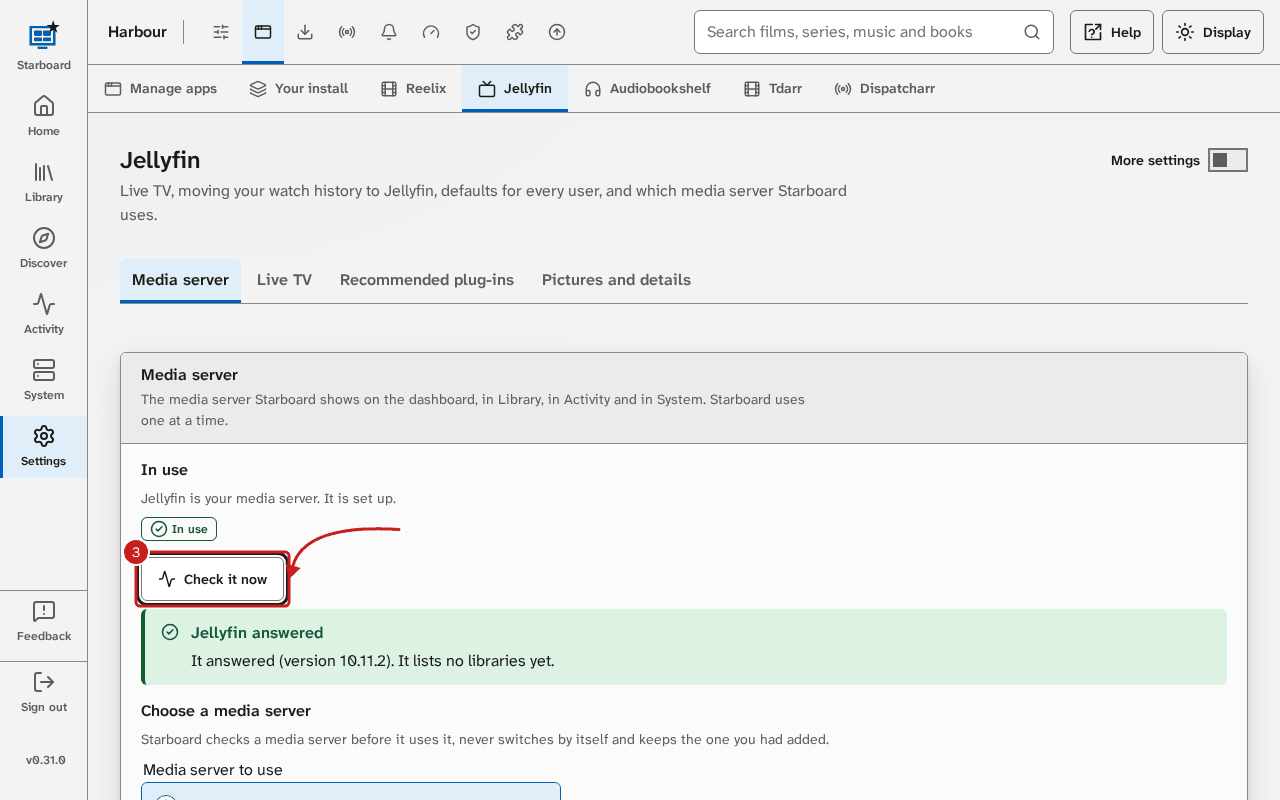 Starboard
Home
Library
Discover
Activity
System
Settings
Feedback
Sign out
v0.31.0
Harbour
Search films, series, music and books
Help
Display
Manage apps
Your install
Reelix
Jellyfin
Audiobookshelf
Tdarr
Dispatcharr
Jellyfin
Live TV, moving your watch history to Jellyfin, defaults for every user, and which media server Starboard
uses.
More settings
Media server
Live TV
Recommended plug-ins
Pictures and details
Media server
The media server Starboard shows on the dashboard, in Library, in Activity and in System. Starboard uses
one at a time.
In use
Jellyfin is your media server. It is set up.
In use
3
Check it now
Jellyfin answered
It answered (version 10.11.2). It lists no libraries yet.
Choose a media server
Starboard checks a media server before it uses it, never switches by itself and keeps the one you had added.
Media server to use